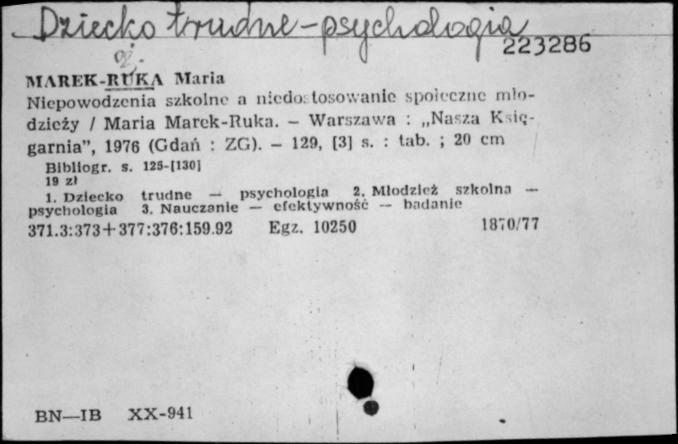 Dziecko trudne - psychologia
223286
MAREK-RUKA Maria
Niepowodzenia szkolne a niedostosowanie społeczne mło-
dzieży / Maria Marek-Ruka. — Warszawa : „Nasza Księ-
garnia”, 1976 (Gdań : ZG). — 129, [3] s. : tab. ; 20 cm
Bibliogr. s. 125-[130]
19 zł
1. Dziecko trudne — psychologia 2. Młodzież szkolna —
psychologia 3. Nauczanie — efektywność — badanie
371.3:373+377:376:159.92 Egz. 10250 1870/77
BN—IB XX-941